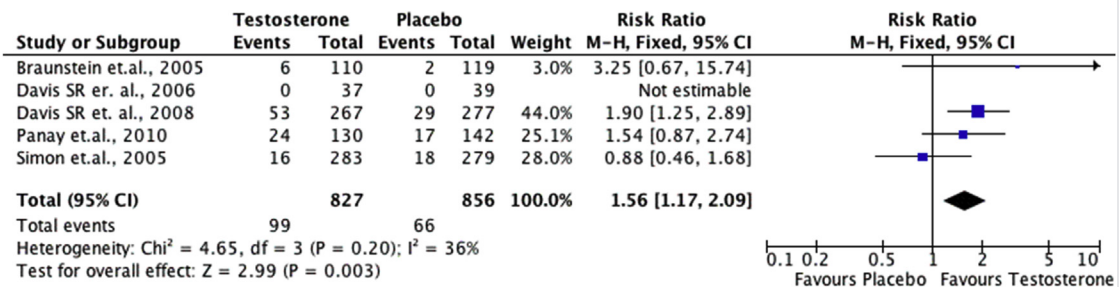 Testosterone Placebo Risk Ratio Risk Ratio
Study or Subgroup Events Total Events Total Weight M-H, Fixed, 95% CI M-H, Fixed, 95% CI
Braunstein et.al., 2005 6 110 2 119 3.0% 3.25 [0.67, 15.74]
Davis SR er. al., 2006 0 37 0 39 Not estimable
Davis SR et. al., 2008 53 267 29 277 44.0% 1.90 [1.25, 2.89]
Panay et.al., 2010 24 130 17 142 25.1% 1.54 [0.87, 2.74]
Simon et.al., 2005 16 283 18 279 28.0% 0.88 [0.46, 1.68]
Total (95% CI) 827 856 100.0% 1.56 [1.17, 2.09]
Total events 99 66
Heterogeneity: Chi² = 4.65, df = 3 (P = 0.20); I² = 36%
Test for overall effect: Z = 2.99 (P = 0.003)
0.1 0.2 0.5 1 2 5 10
Favours Placebo Favours Testosterone